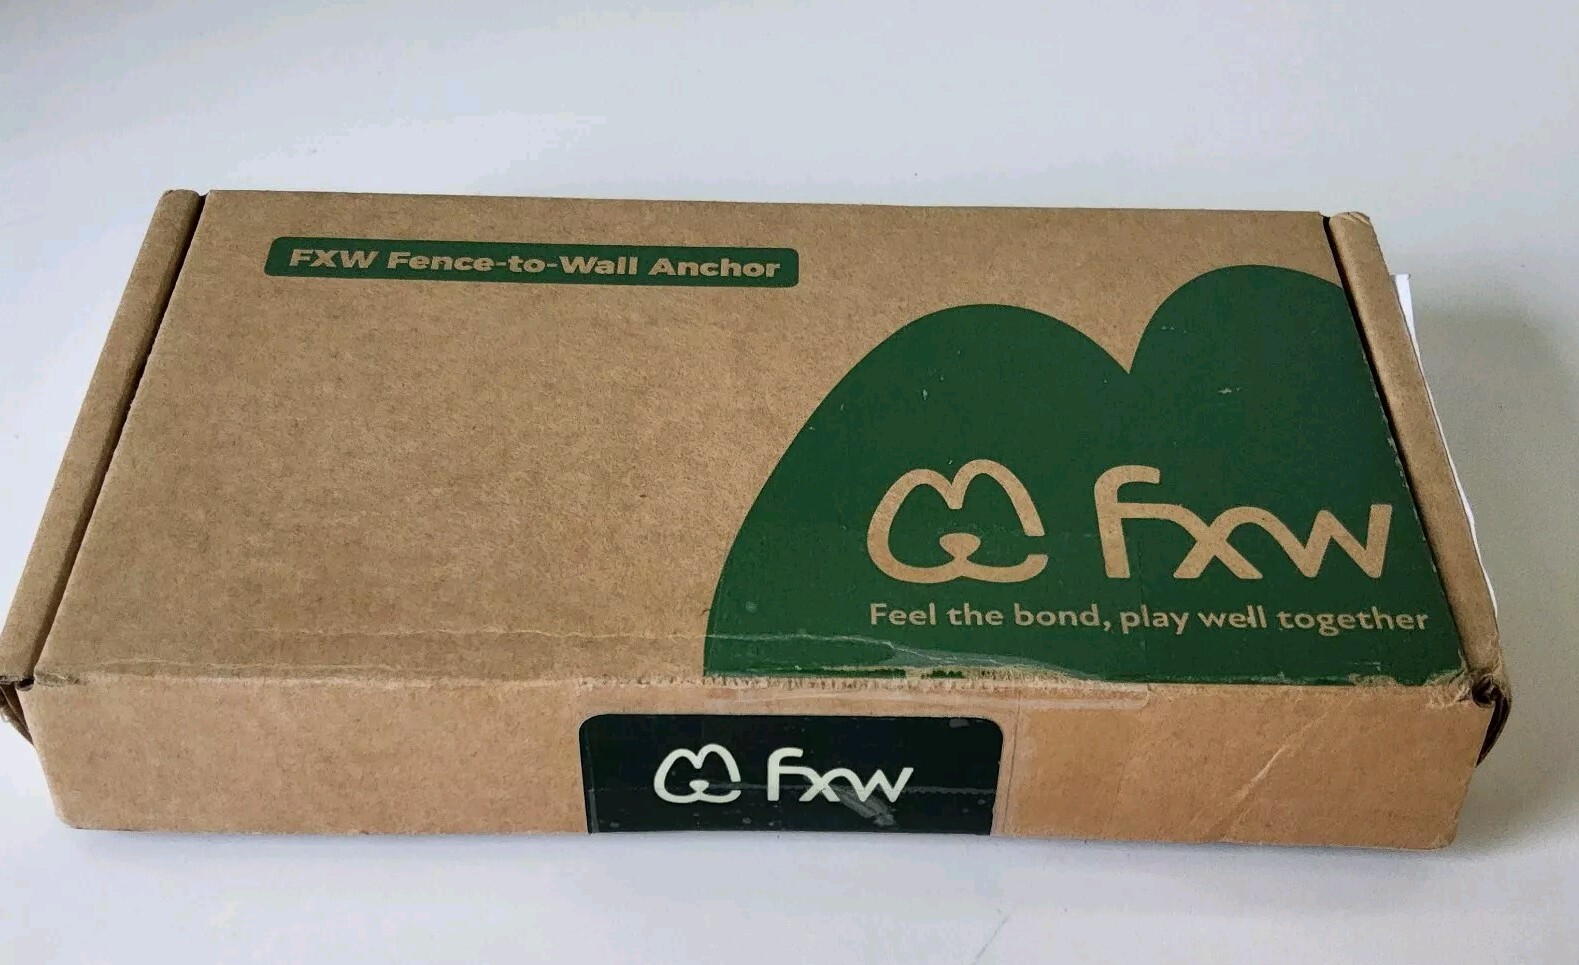 FXW Fence-to-Wall Anchor
fxw
Feel the bond, play well together
fxw